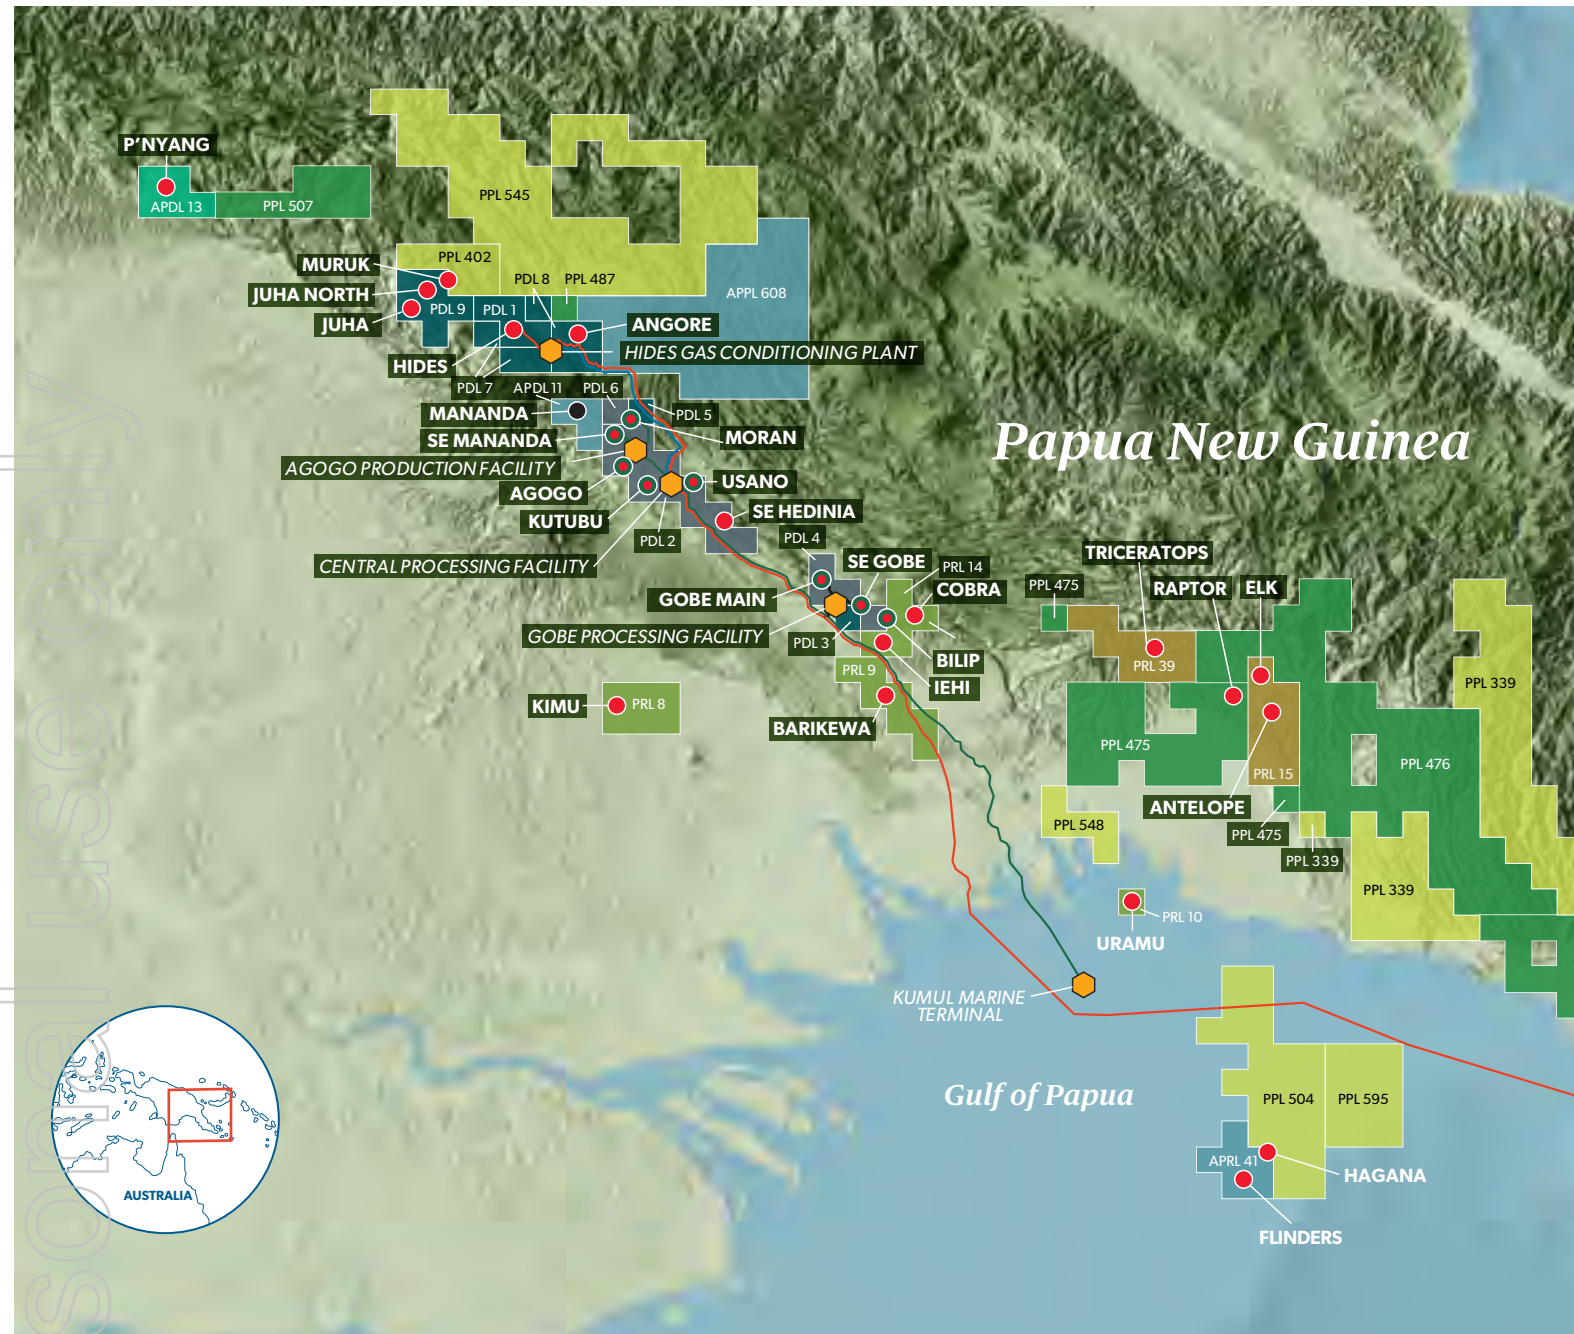 P'NYANG
APDL 13
PPL 507
PPL 545
MURUK
PPL 402
JUHA NORTH
PDL 8
PPL 487
APPL 608
JUHA
PDL 9
PDL 1
ANGORE
HIDES GAS CONDITIONING PLANT
HIDES
PDL 7
APDL 11
PDL 6
MANANDA
PDL 5
SE MANANDA
MORAN
AGOGO PRODUCTION FACILITY
AGOGO
USANO
KUTUBU
SE HEDINIA
PDL 2
PDL 4
CENTRAL PROCESSING FACILITY
SE GOBE
PRL 14
GOBE MAIN
COBRA
GOBE PROCESSING FACILITY
PDL 3
BILIP
PRL 9
IEHI
KIMU
PRL 8
BARIKEWA
Papua New Guinea
TRICERATOPS
PPL 475
RAPTOR
ELK
PRL 39
PPL 339
PPL 475
PPL 476
PRL 15
ANTELOPE
PPL 548
PPL 475
PPL 339
PPL 339
PRL 10
URAMU
KUMUL MARINE
TERMINAL
Gulf of Papua
PPL 504
PPL 595
APRL 41
HAGANA
FLINDERS
AUSTRALIA
sonal use only